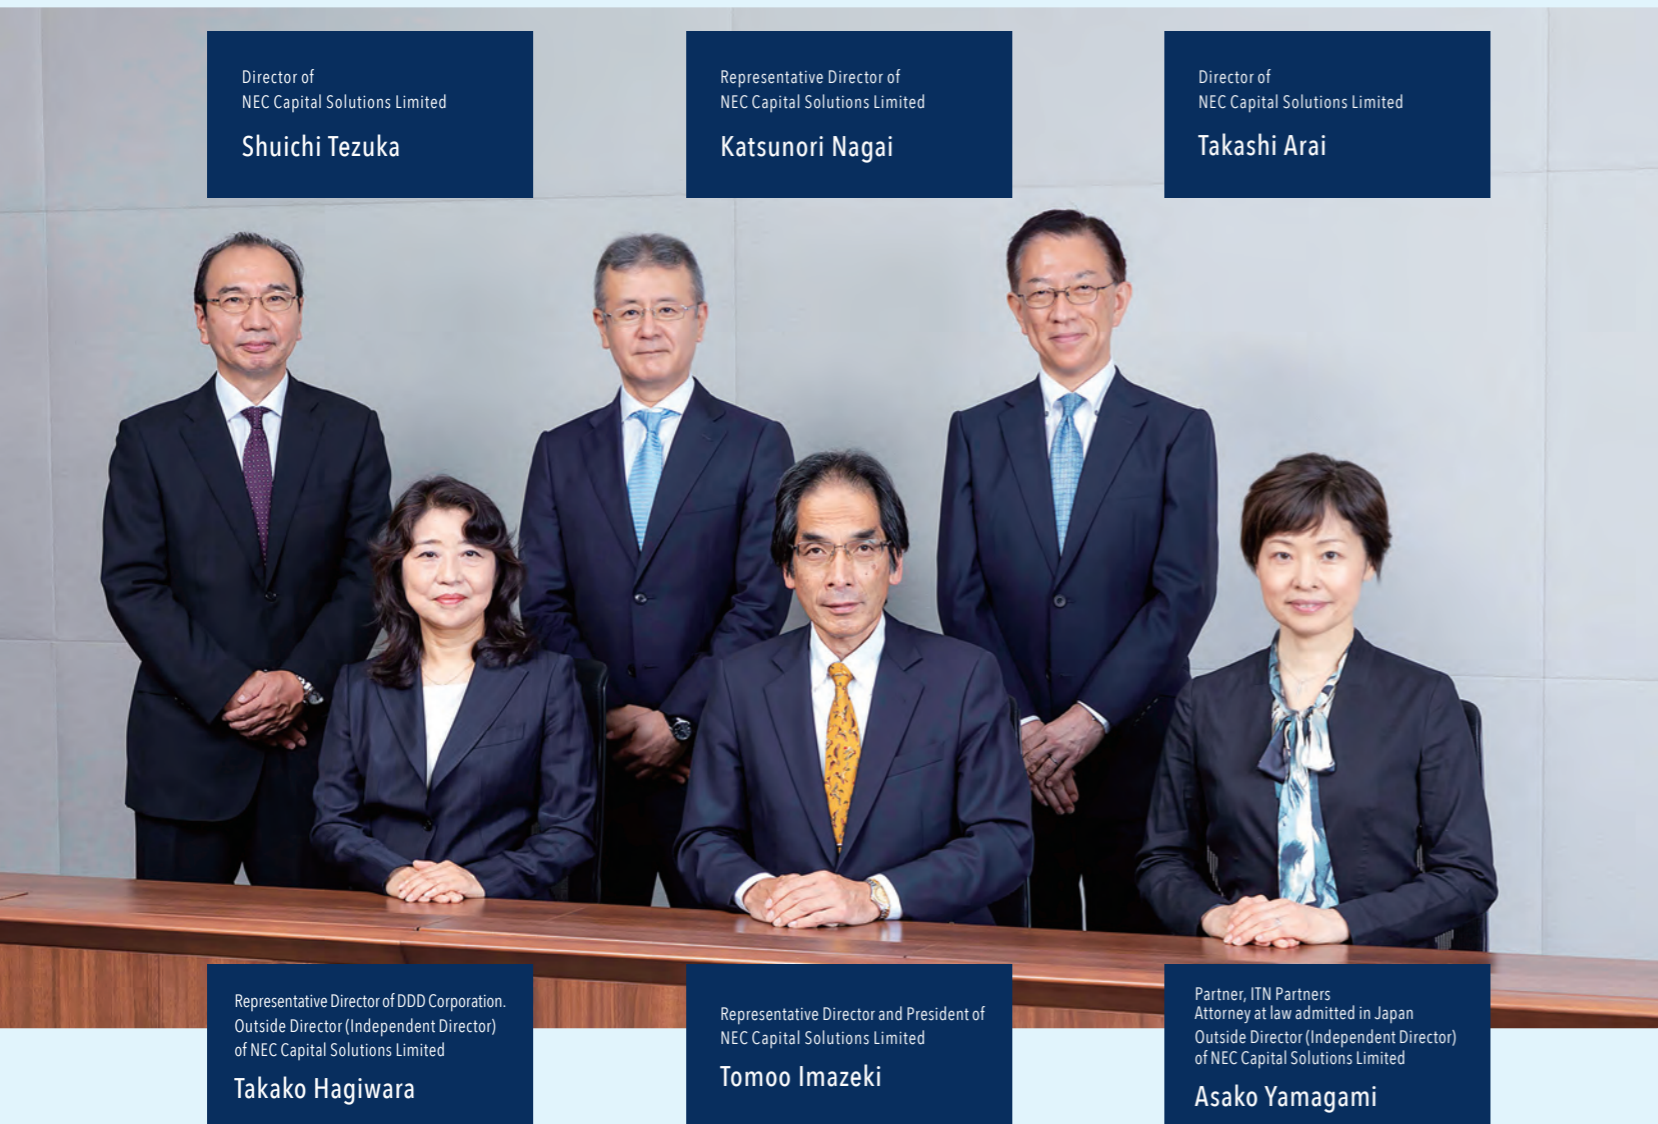 Director of
NEC Capital Solutions Limited
Shuichi Tezuka
Representative Director of
NEC Capital Solutions Limited
Katsunori Nagai
Director of
NEC Capital Solutions Limited
Takashi Arai
Representative Director of DDD Corporation.
Outside Director (Independent Director)
of NEC Capital Solutions Limited
Takako Hagiwara
Representative Director and President of
NEC Capital Solutions Limited
Tomoo Imazeki
Partner, ITN Partners
Attorney at law admitted in Japan
Outside Director (Independent Director)
of NEC Capital Solutions Limited
Asako Yamagami